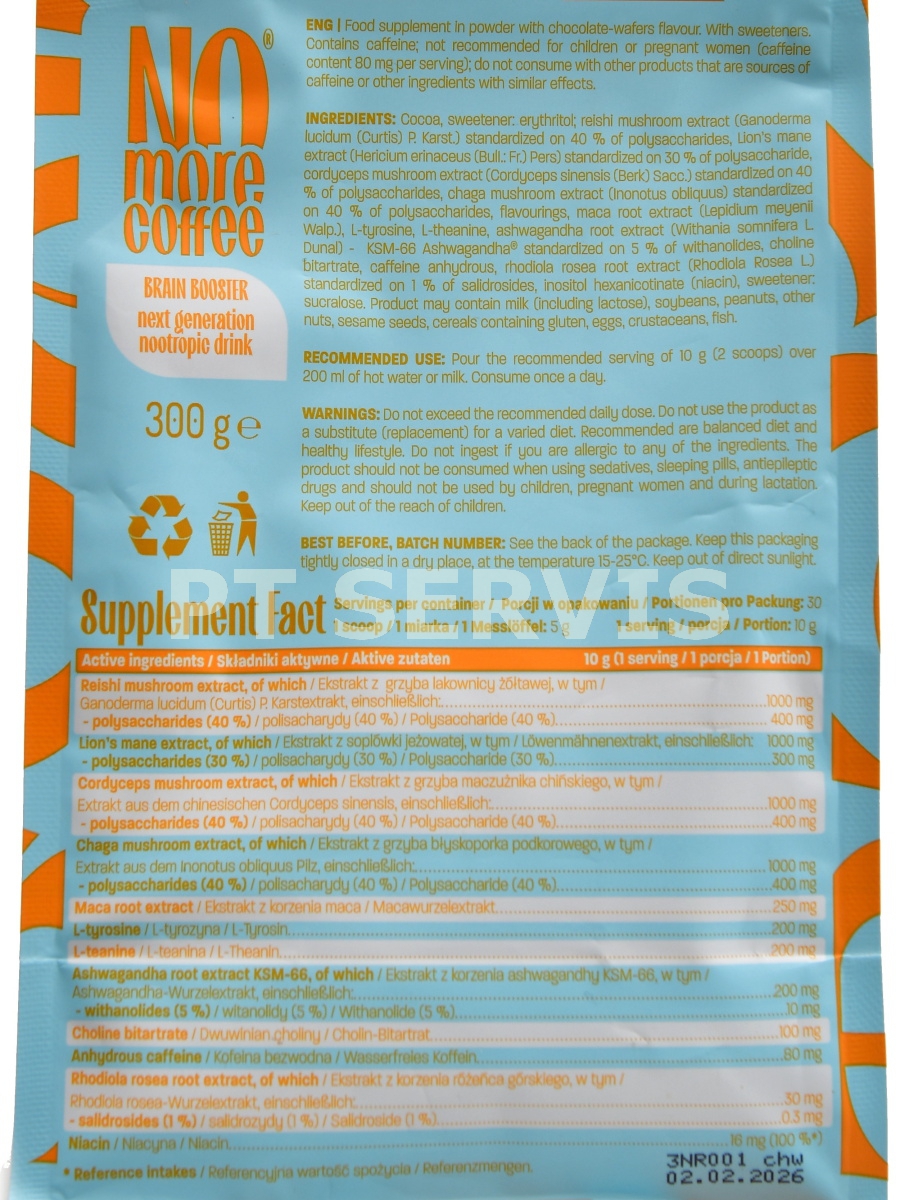 NO®
more
coffee
BRAIN BOOSTER
next generation
nootropic drink
300 g ℮
ENG | Food supplement in powder with chocolate-wafers flavour. With sweeteners.
Contains caffeine; not recommended for children or pregnant women (caffeine
content 80 mg per serving); do not consume with other products that are sources of
caffeine or other ingredients with similar effects.
INGREDIENTS: Cocoa, sweetener: erythritol; reishi mushroom extract (Ganoderma
lucidum (Curtis) P. Karst.) standardized on 40 % of polysaccharides, Lion's mane
extract (Hericium erinaceus (Bull.: Fr.) Pers) standardized on 30 % of polysaccharide,
cordyceps mushroom extract (Cordyceps sinensis (Berk) Sacc.) standardized on 40
% of polysaccharides, chaga mushroom extract (Inonotus obliquus) standardized
on 40 % of polysaccharides, flavourings, maca root extract (Lepidium meyenii
Walp.), L-tyrosine, L-theanine, ashwagandha root extract (Withania somnifera L.
Dunal) - KSM-66 Ashwagandha® standardized on 5 % of withanolides, choline
bitartrate, caffeine anhydrous, rhodiola rosea root extract (Rhodiola Rosea L.)
standardized on 1 % of salidrosides, inositol hexanicotinate (niacin), sweetener:
sucralose. Product may contain milk (including lactose), soybeans, peanuts, other
nuts, sesame seeds, cereals containing gluten, eggs, crustaceans, fish.
RECOMMENDED USE: Pour the recommended serving of 10 g (2 scoops) over
200 ml of hot water or milk. Consume once a day.
WARNINGS: Do not exceed the recommended daily dose. Do not use the product as
a substitute (replacement) for a varied diet. Recommended are balanced diet and
healthy lifestyle. Do not ingest if you are allergic to any of the ingredients. The
product should not be consumed when using sedatives, sleeping pills, antiepileptic
drugs and should not be used by children, pregnant women and during lactation.
Keep out of the reach of children.
BEST BEFORE, BATCH NUMBER: See the back of the package. Keep this packaging
tightly closed in a dry place, at the temperature 15-25°C. Keep out of direct sunlight.
PT SERVIS
Supplement Fact
Servings per container / Porcji w opakowaniu / Portionen pro Packung: 30
1 scoop / 1 miarka / 1 Messlöffel: 5 g 1 serving / porcja / Portion: 10 g
Active ingredients / Składniki aktywne / Aktive zutaten 10 g (1 serving / 1 porcja / 1 Portion)
Reishi mushroom extract, of which / Ekstrakt z grzyba lakownicy żółtawej, w tym /
Ganoderma lucidum (Curtis) P. Karstextrakt, einschließlich:...1000 mg
- polysaccharides (40 %) / polisacharydy (40 %) / Polysaccharide (40 %)...400 mg
Lion's mane extract, of which / Ekstrakt z soplówki jeżowatej, w tym / Löwenmähnenextrakt, einschließlich: 1000 mg
- polysaccharides (30 %) / polisacharydy (30 %) / Polysaccharide (30 %)...300 mg
Cordyceps mushroom extract, of which / Ekstrakt z grzyba maczużnika chińskiego, w tym /
Extrakt aus dem chinesischen Cordyceps sinensis, einschließlich:...1000 mg
- polysaccharides (40 %) / polisacharydy (40 %) / Polysaccharide (40 %)...400 mg
Chaga mushroom extract, of which / Ekstrakt z grzyba błyskoporka podkorowego, w tym /
Extrakt aus dem Inonotus obliquus Pilz, einschließlich:...1000 mg
- polysaccharides (40 %) / polisacharydy (40 %) / Polysaccharide (40 %)...400 mg
Maca root extract / Ekstrakt z korzenia maca / Macawurzelextrakt...250 mg
L-tyrosine / L-tyrozyna / L-Tyrosin...200 mg
L-teanine / L-teanina / L-Theanin...200 mg
Ashwagandha root extract KSM-66, of which / Ekstrakt z korzenia ashwagandhy KSM-66, w tym /
Ashwagandha-Wurzelextrakt, einschließlich:...200 mg
- withanolides (5 %) / witanolidy (5 %) / Withanolide (5 %)...10 mg
Choline bitartrate / Dwuwinian choliny / Cholin-Bitartrat...100 mg
Anhydrous caffeine / Kofeina bezwodna / Wasserfreies Koffein...80 mg
Rhodiola rosea root extract, of which / Ekstrakt z korzenia różeńca górskiego, w tym /
Rhodiola rosea-Wurzelextrakt, einschließlich:...30 mg
- salidrosides (1 %) / salidrozydy (1 %) / Salidroside (1 %)...0.3 mg
Niacin / Niacyna / Niacin...16 mg (100 %*)
* Reference intakes / Referencyjna wartość spożycia / Referenzmengen.
3NR001 chw
02.02.2026